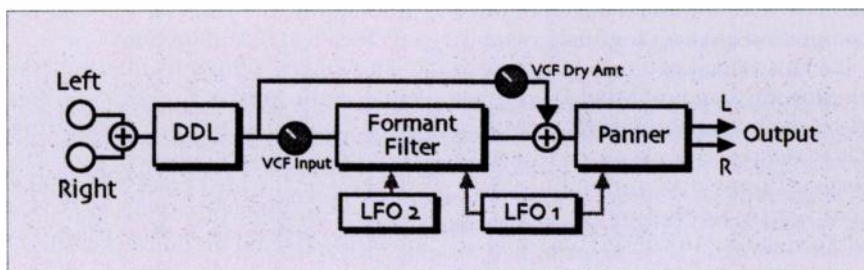 Left
Right
DDL
VCF Input
VCF Dry Amt
Formant
Filter
LFO 2
LFO 1
Panner
L
R
Output